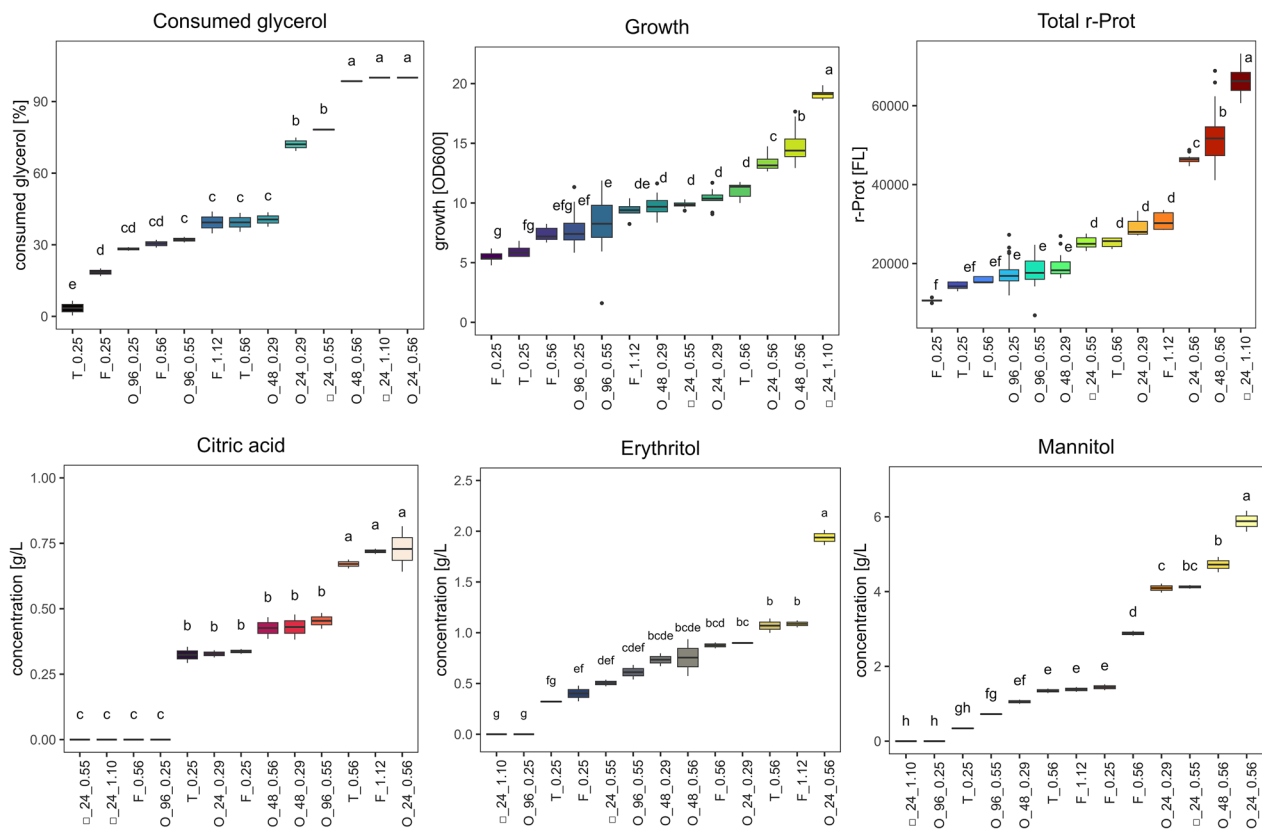 Consumed glycerol
consumed glycerol [%]
90
60
30
0
e
d
cd
cd
c
c
c
c
b
b
a
a
a
T_0.25
F_0.25
O_96_0.25
F_0.56
O_96_0.55
F_1.12
T_0.56
O_48_0.29
O_24_0.29
□_24_0.55
O_48_0.56
□_24_1.10
O_24_0.56
Growth
growth [OD600]
20
15
10
5
0
g
fg
efg
ef
e
de
d
d
d
d
c
b
a
F_0.25
T_0.25
F_0.56
O_96_0.25
O_96_0.55
F_1.12
O_48_0.29
□_24_0.55
O_24_0.29
T_0.56
O_24_0.56
O_48_0.56
□_24_1.10
Total r-Prot
r-Prot [FL]
60000
40000
20000
f
ef
ef
e
e
e
d
d
d
d
c
b
a
F_0.25
T_0.25
F_0.56
O_96_0.25
O_96_0.55
O_48_0.29
□_24_0.55
T_0.56
O_24_0.29
F_1.12
O_24_0.56
O_48_0.56
□_24_1.10
Citric acid
concentration [g/L
1.00
0.75
0.50
0.25
0.00
c
c
c
c
b
b
b
b
b
b
a
a
a
□_24_0.55
□_24_1.10
F_0.56
O_96_0.25
T_0.25
O_24_0.29
F_0.25
O_48_0.56
O_48_0.29
O_96_0.55
T_0.56
F_1.12
O_24_0.56
Erythritol
concentration [g/L
2.5
2.0
1.5
1.0
0.5
0.0
g
g
fg
ef
def
cdef
bcde
bcde
bcd
bc
b
b
a
□_24_1.10
O_96_0.25
T_0.25
F_0.25
□_24_0.55
O_96_0.55
O_48_0.29
O_48_0.56
F_0.56
O_24_0.29
T_0.56
F_1.12
O_24_0.56
Mannitol
concentration [g/L
6
4
2
0
h
h
gh
fg
ef
e
e
e
d
c
bc
b
a
□_24_1.10
O_96_0.25
T_0.25
O_96_0.55
O_48_0.29
T_0.56
F_1.12
F_0.25
F_0.56
O_24_0.29
□_24_0.55
O_48_0.56
O_24_0.56